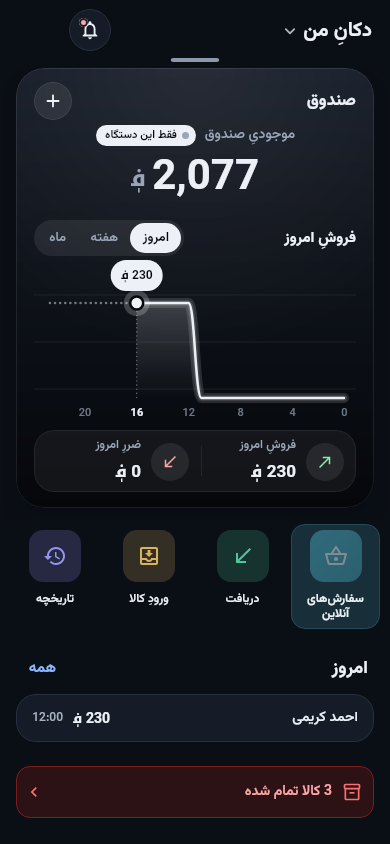 دکانِ من
صندوق
موجودیِ صندوق
فقط این دستگاه
2,077 ؋
فروشِ امروز
امروز
هفته
ماه
230 ؋
0
4
8
12
16
20
فروشِ امروز
230 ؋
ضررِ امروز
0 ؋
سفارش‌های
آنلاین
دریافت
ورودِ کالا
تاریخچه
امروز
همه
احمد کریمی
230 ؋
12:00
3 کالا تمام شده